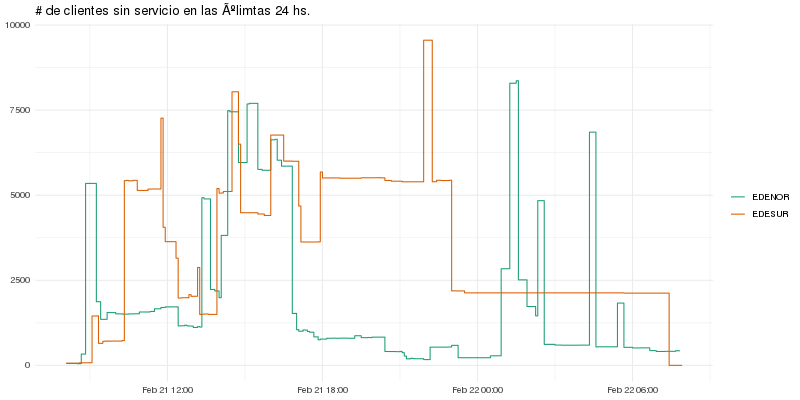 # de clientes sin servicio en las Ãºlimtas 24 hs.
10000
7500
5000
2500
0
Feb 21 12:00
Feb 21 18:00
Feb 22 00:00
Feb 22 06:00
EDENOR
EDESUR